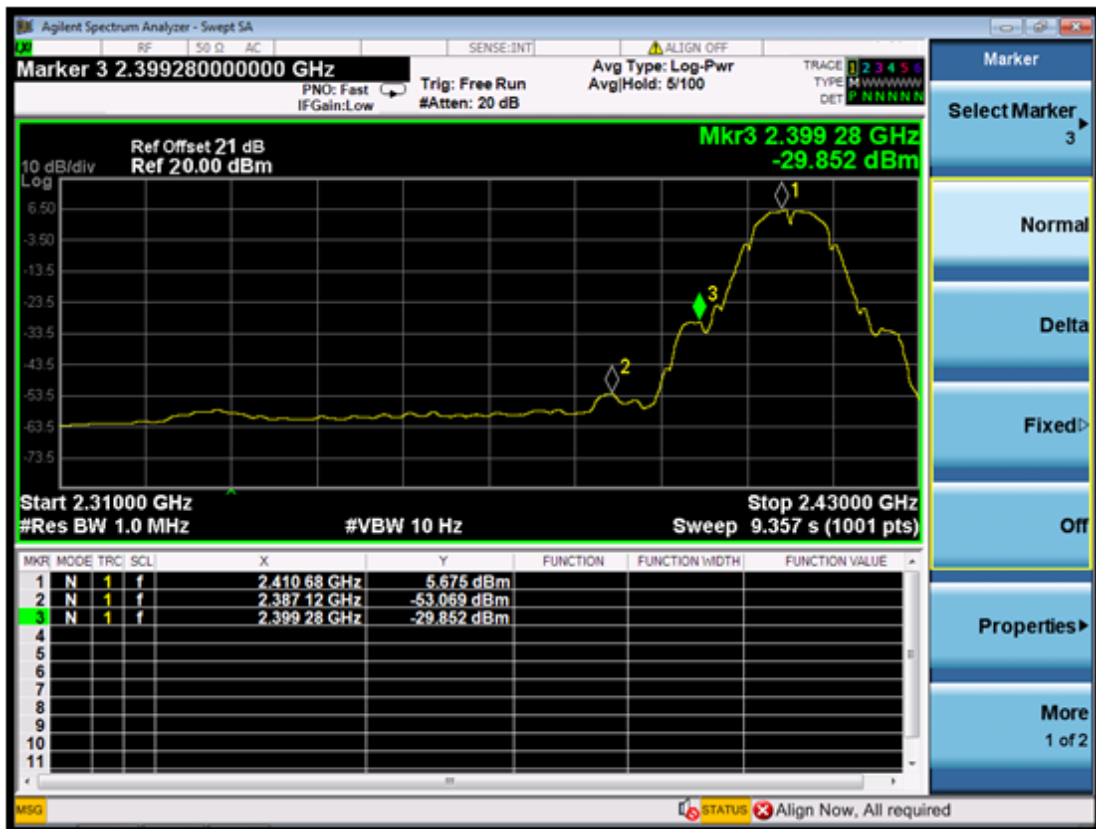 Agilent Spectrum Analyzer - Swept SA
LXI RF 50 Ω AC SENSE:INT ALIGN OFF
Marker 3 2.399280000000 GHz
PNO: Fast
IFGain:Low
Trig: Free Run
#Atten: 20 dB
Avg Type: Log-Pwr
Avg|Hold: 5/100
TRACE 1 2 3 4 5 6
TYPE M W W W W W
DET P N N N N N
Mkr3 2.399 28 GHz
-29.852 dBm
Ref Offset 21 dB
10 dB/div Ref 20.00 dBm
Log
6.50
-3.50
-13.5
-23.5
-33.5
-43.5
-53.5
-63.5
-73.5
1
3
2
Start 2.31000 GHz Stop 2.43000 GHz
#Res BW 1.0 MHz #VBW 10 Hz Sweep 9.357 s (1001 pts)
MKR MODE TRC SCL X Y FUNCTION FUNCTION WIDTH FUNCTION VALUE
1 N 1 f 2.410 68 GHz 5.675 dBm
2 N 1 f 2.387 12 GHz -53.069 dBm
3 N 1 f 2.399 28 GHz -29.852 dBm
4
5
6
7
8
9
10
11
MSG STATUS Align Now, All required
Marker
Select Marker
3
Normal
Delta
Fixed
Off
Properties
More
1 of 2